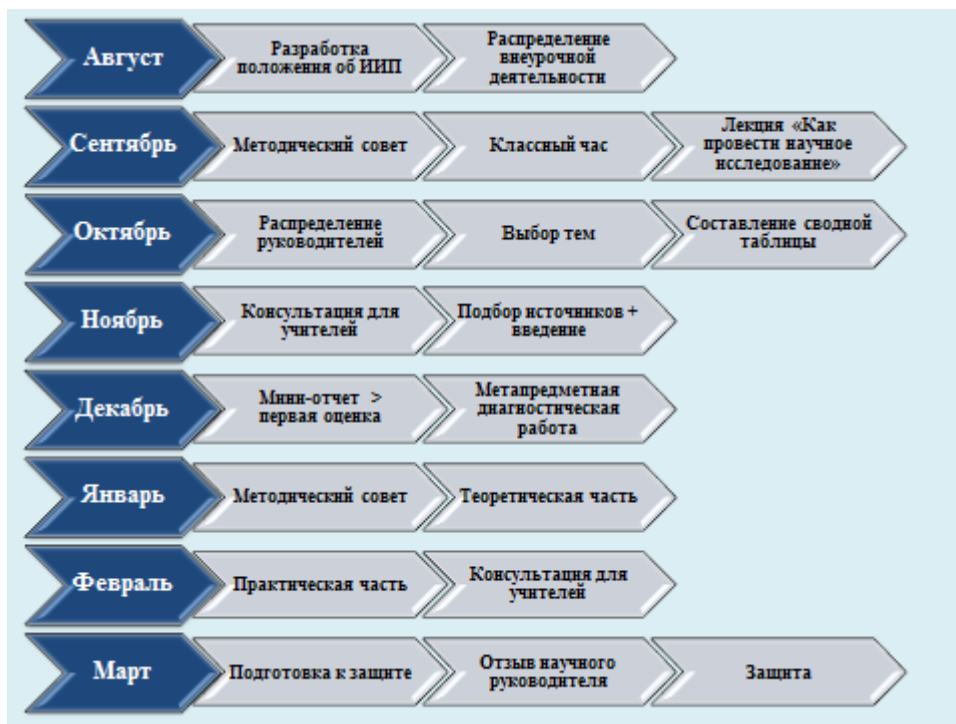 Август
Разработка
положения об ИИП
Распределение
внеурочной
деятельности
Сентябрь
Методический совет
Классный час
Лекция «Как
провести научное
исследование»
Октябрь
Распределение
руководителей
Выбор тем
Составление сводной
таблицы
Ноябрь
Консультация для
учителей
Подбор источников +
введение
Декабрь
Мини-отчет >
первая оценка
Метапредметная
диагностическая
работа
Январь
Методический совет
Теоретическая часть
Февраль
Практическая часть
Консультация для
учителей
Март
Подготовка к защите
Отзыв научного
руководителя
Защита